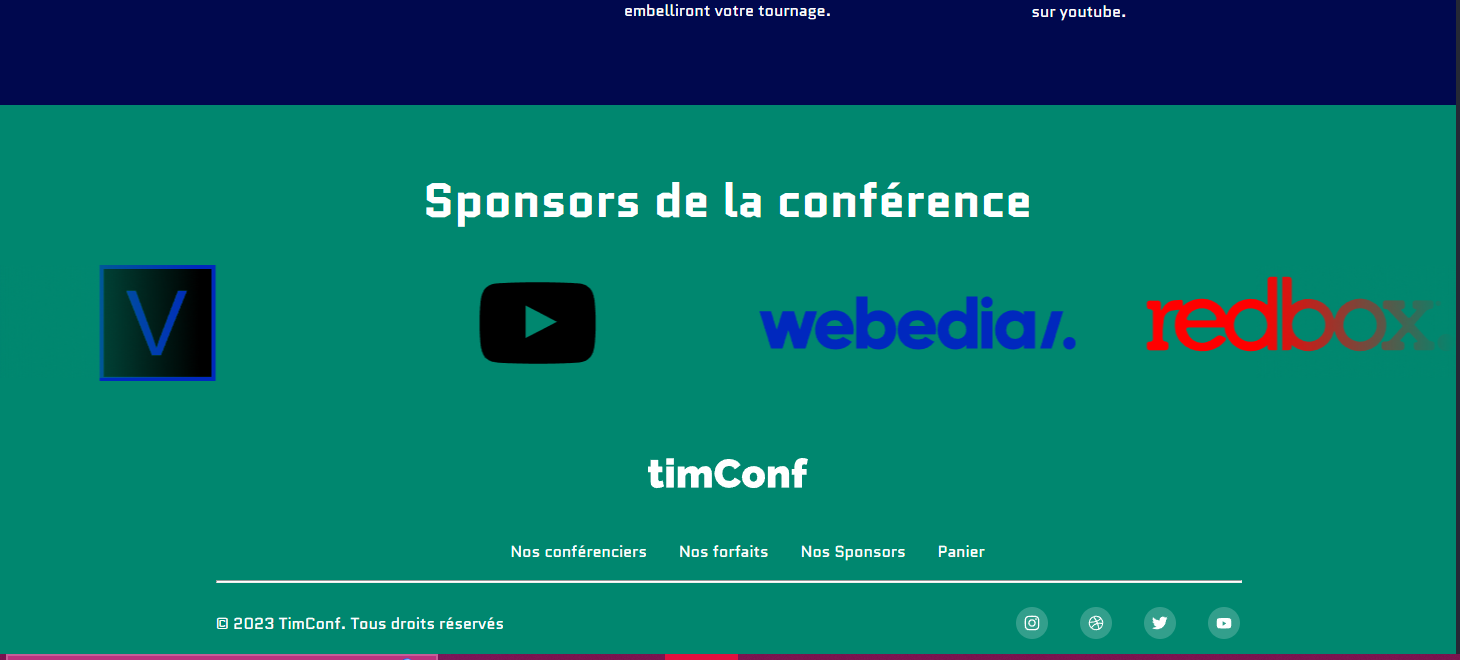 embelliront votre tournage.
sur youtube.
Sponsors de la conférence
V
webedia/.
redbox.
timConf
Nos conférenciers Nos forfaits Nos Sponsors Panier
© 2023 TimConf. Tous droits réservés